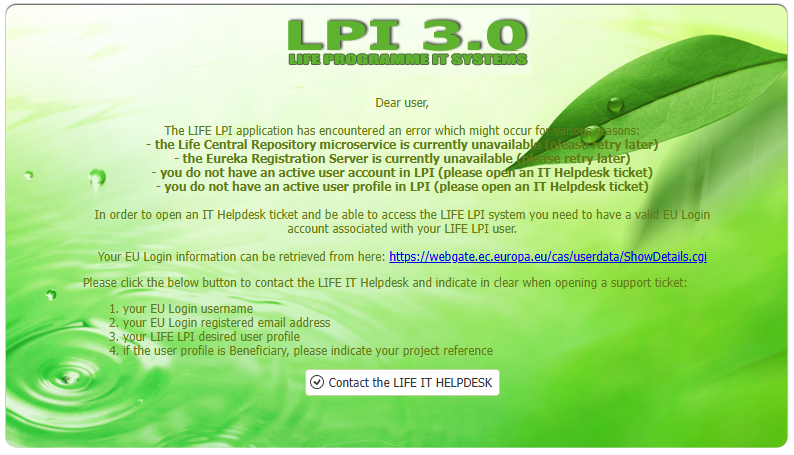 LPI 3.0
LIFE PROGRAMME IT SYSTEMS
Dear user,
The LIFE LPI application has encountered an error which might occur for various reasons:
- the Life Central Repository microservice is currently unavailable (please retry later)
- the Eureka Registration Server is currently unavailable (please retry later)
- you do not have an active user account in LPI (please open an IT Helpdesk ticket)
- you do not have an active user profile in LPI (please open an IT Helpdesk ticket)
In order to open an IT Helpdesk ticket and be able to access the LIFE LPI system you need to have a valid EU Login
account associated with your LIFE LPI user.
Your EU Login information can be retrieved from here: https://webgate.ec.europa.eu/cas/userdata/ShowDetails.cgi
Please click the below button to contact the LIFE IT Helpdesk and indicate in clear when opening a support ticket:
1. your EU Login username
2. your EU Login registered email address
3. your LIFE LPI desired user profile
4. if the user profile is Beneficiary, please indicate your project reference
Contact the LIFE IT HELPDESK